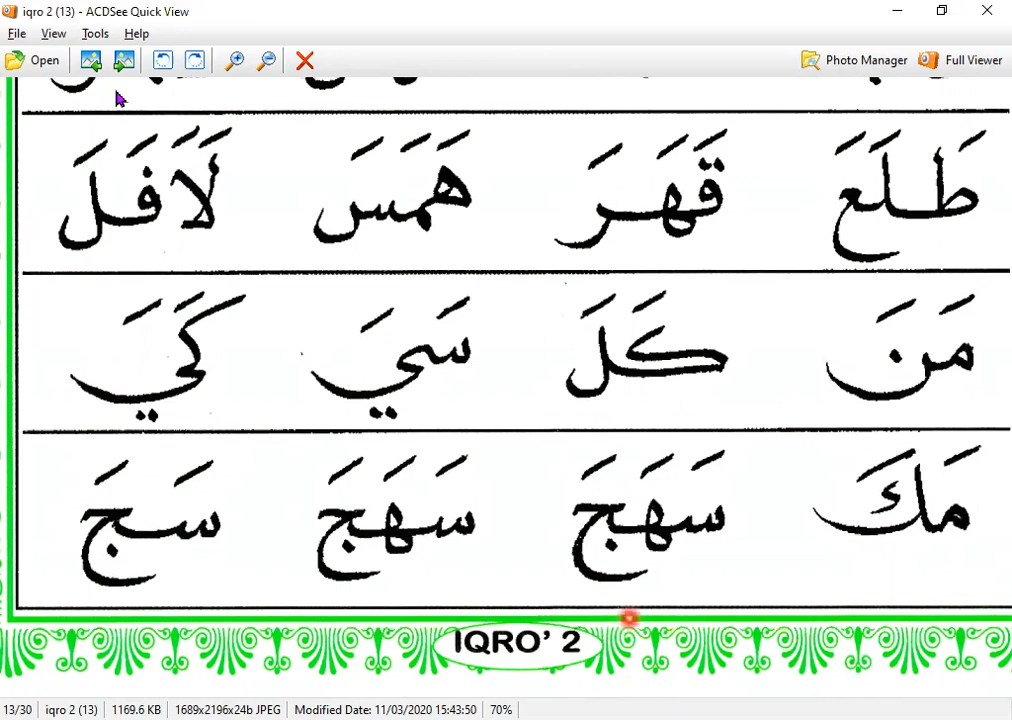 iqro 2 (13) - ACDSee Quick View
File View Tools Help
Open Photo Manager Full Viewer
طَلَعَ قَهَرَ هَمَسَ لَافَلَ
مَنَ كَلَ سَيَ كَيَ
مَكَ سَهَجَ سَهَجَ سَجَ
IQRO’ 2
13/30 iqro 2 (13) 1169.6 KB 1689x2196x24b JPEG Modified Date: 11/03/2020 15:43:50 70%